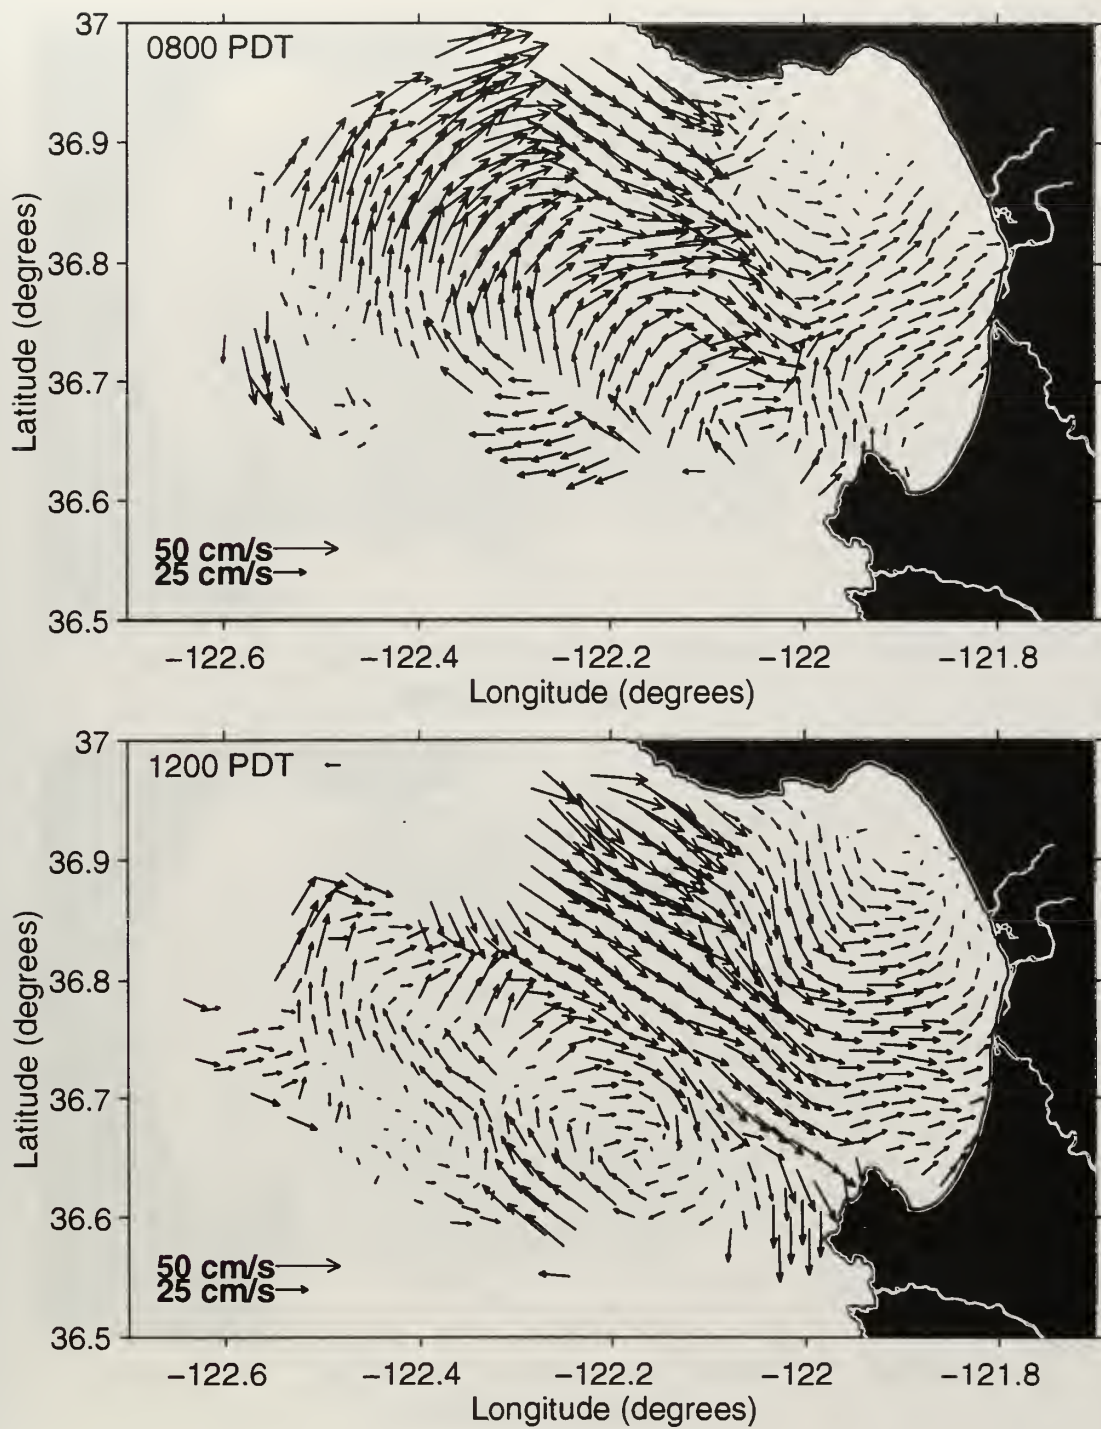 0800 PDT
37
36.9
36.8
36.7
36.6
36.5
Latitude (degrees)
50 cm/s
25 cm/s
−122.6
−122.4
−122.2
−122
−121.8
Longitude (degrees)
1200 PDT
37
36.9
36.8
36.7
36.6
36.5
Latitude (degrees)
50 cm/s
25 cm/s
−122.6
−122.4
−122.2
−122
−121.8
Longitude (degrees)